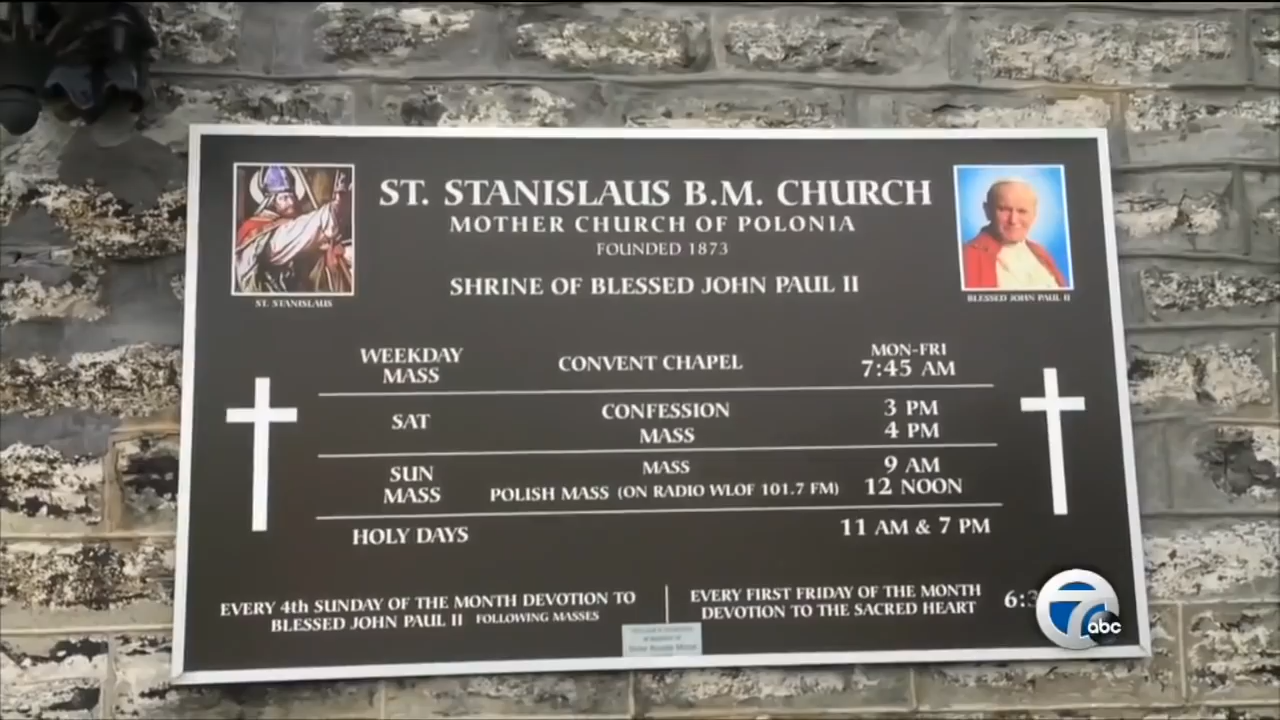 ST. STANISLAUS B.M. CHURCH
MOTHER CHURCH OF POLONIA
FOUNDED 1873
SHRINE OF BLESSED JOHN PAUL II
ST. STANISLAUS
BLESSED JOHN PAUL II
WEEKDAY MASS CONVENT CHAPEL MON-FRI 7:45 AM
SAT CONFESSION 3 PM
MASS 4 PM
SUN MASS MASS 9 AM
POLISH MASS (ON RADIO WLOF 101.7 FM) 12 NOON
HOLY DAYS 11 AM & 7 PM
EVERY 4th SUNDAY OF THE MONTH DEVOTION TO
BLESSED JOHN PAUL II FOLLOWING MASSES
EVERY FIRST FRIDAY OF THE MONTH
DEVOTION TO THE SACRED HEART
7 abc